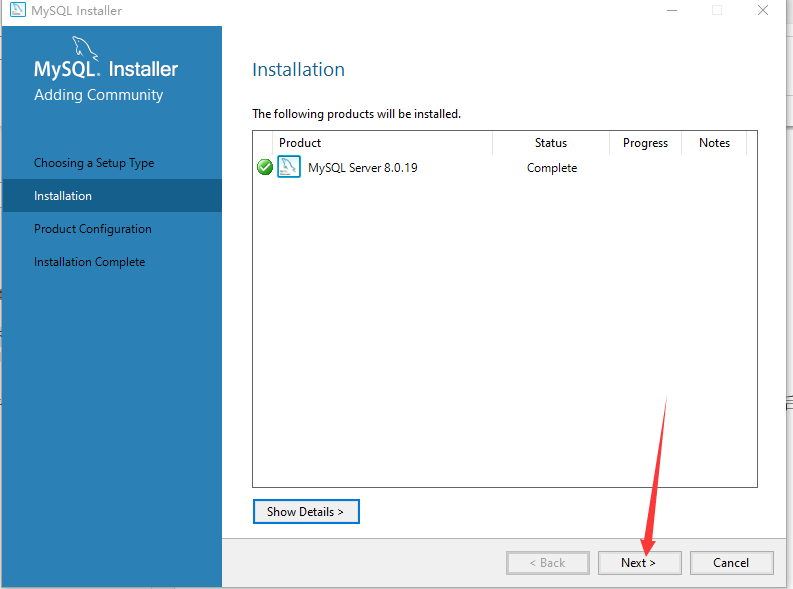 MySQL Installer
MySQL. Installer
Adding Community
Choosing a Setup Type
Installation
Product Configuration
Installation Complete
Installation
The following products will be installed.
Product Status Progress Notes
MySQL Server 8.0.19 Complete
Show Details >
< Back Next > Cancel